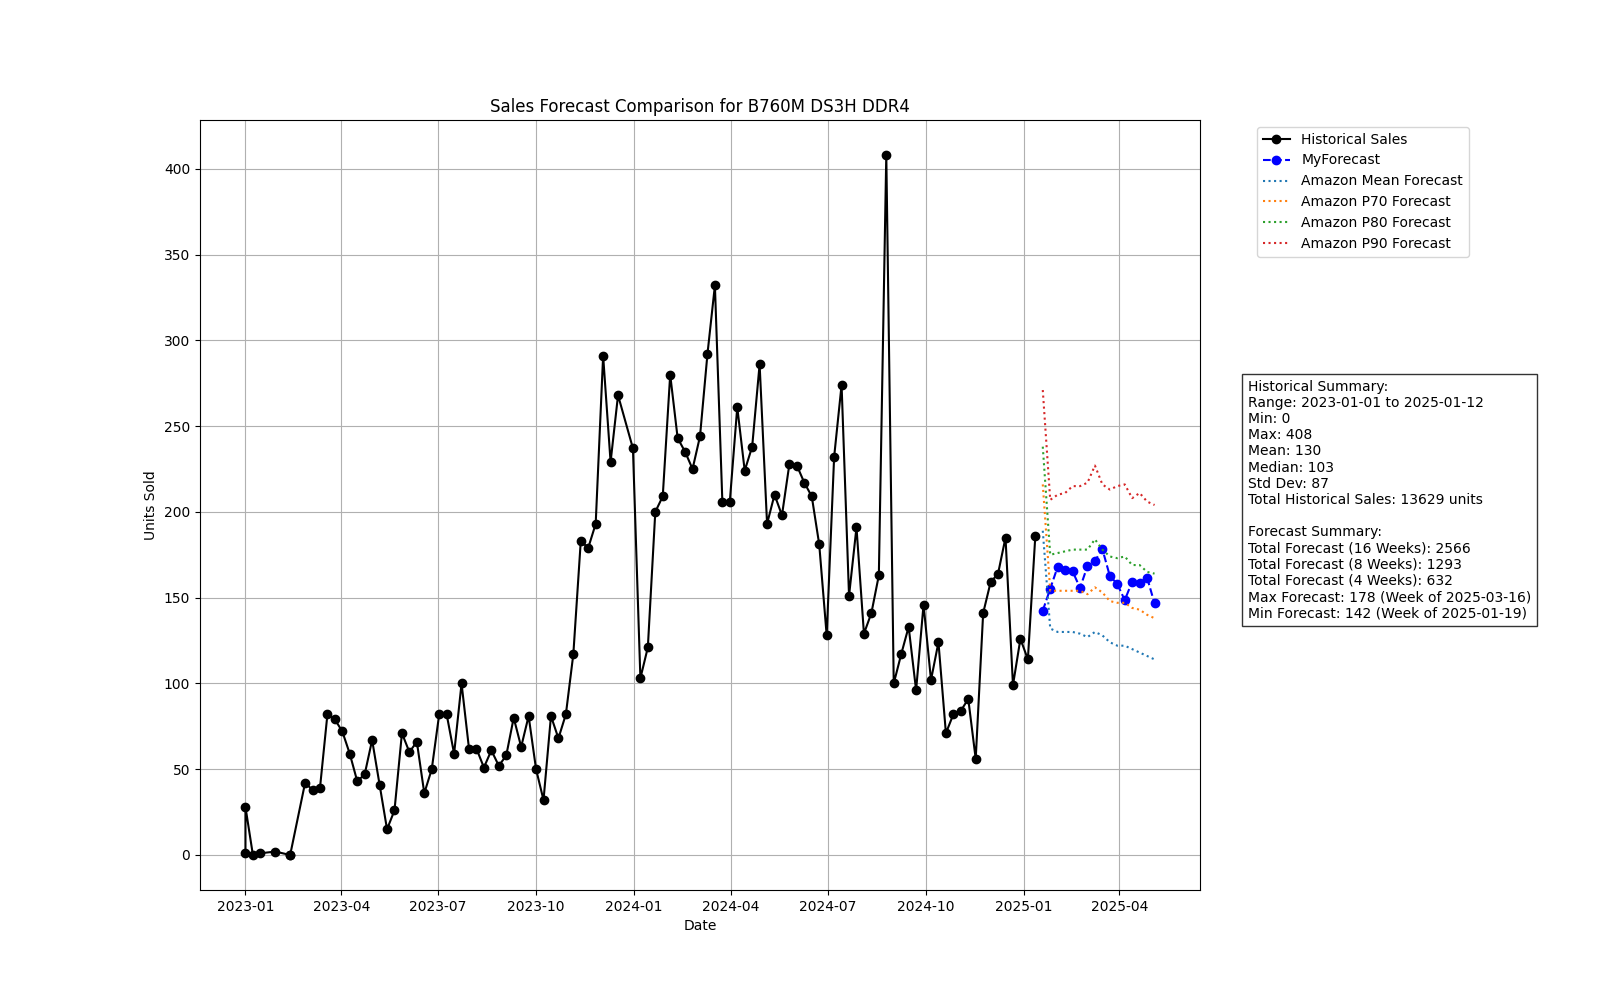 Sales Forecast Comparison for B760M DS3H DDR4
Historical Sales
MyForecast
Amazon Mean Forecast
Amazon P70 Forecast
Amazon P80 Forecast
Amazon P90 Forecast
400
350
300
250
200
150
100
50
0
Units Sold
2023-01
2023-04
2023-07
2023-10
2024-01
2024-04
2024-07
2024-10
2025-01
2025-04
Date
Historical Summary:
Range: 2023-01-01 to 2025-01-12
Min: 0
Max: 408
Mean: 130
Median: 103
Std Dev: 87
Total Historical Sales: 13629 units
Forecast Summary:
Total Forecast (16 Weeks): 2566
Total Forecast (8 Weeks): 1293
Total Forecast (4 Weeks): 632
Max Forecast: 178 (Week of 2025-03-16)
Min Forecast: 142 (Week of 2025-01-19)